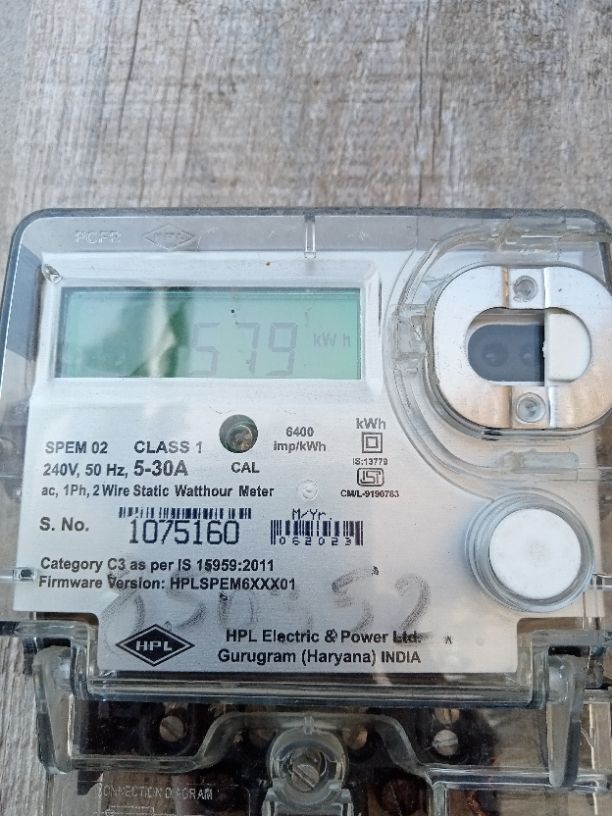 579 kWh
SPEM 02 CLASS 1
6400
imp/kWh
kWh
240V, 50 Hz, 5-30A
CAL
IS:13779
ISI
CM/L-9190783
ac, 1Ph, 2 Wire Static Watthour Meter
S. No. 1075160
M/Yr
062023
Category C3 as per IS 15959:2011
Firmware Version: HPLSPEM6XXX01
HPL
HPL Electric & Power Ltd.
Gurugram (Haryana) INDIA
CONNECTION DIAGRAM